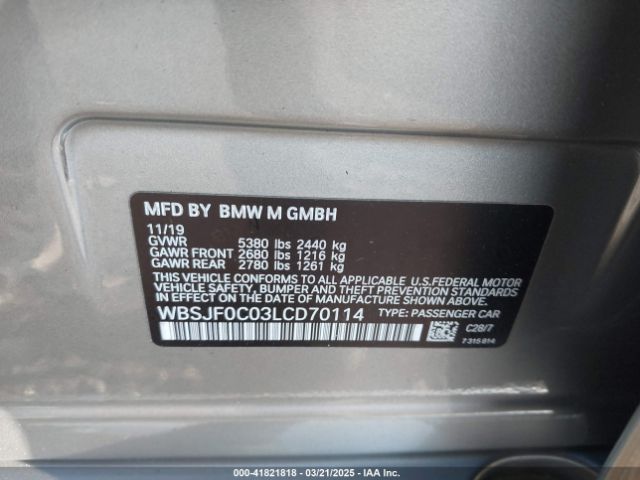 MFD BY BMW M GMBH
11/19
GVWR 5380 lbs 2440 kg
GAWR FRONT 2680 lbs 1216 kg
GAWR REAR 2780 lbs 1261 kg
THIS VEHICLE CONFORMS TO ALL APPLICABLE U.S.FEDERAL MOTOR
VEHICLE SAFETY, BUMPER AND THEFT PREVENTION
STANDARDS IN EFFECT ON THE DATE OF MANUFACTURE SHOWN ABOVE.
WBSJF0C03LCD70114 TYPE: PASSENGER CAR
C28/7
7315814
000-41821818 - 03/21/2025 - IAA Inc.